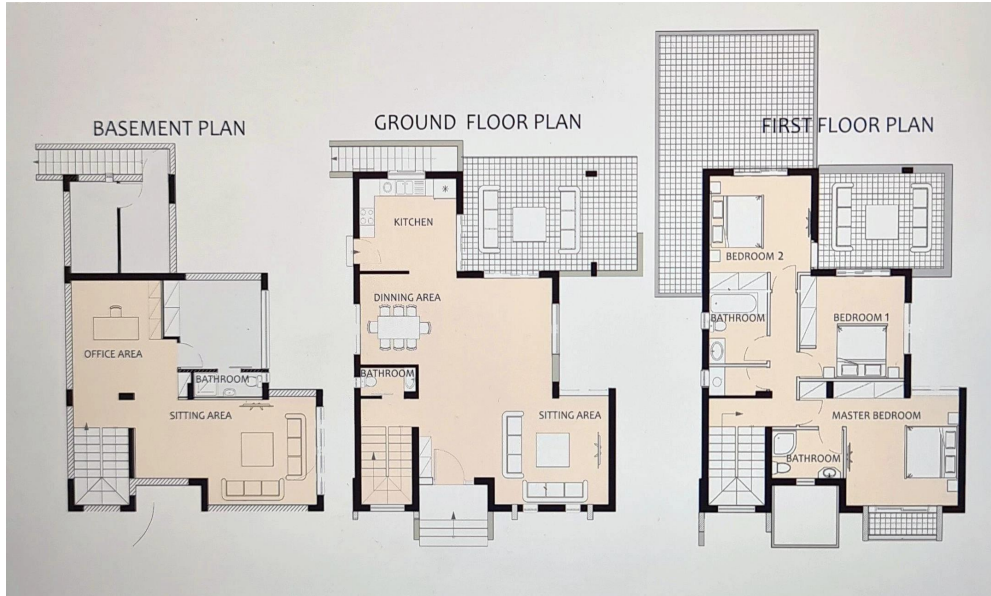 BASEMENT PLAN
OFFICE AREA
BATHROOM
SITTING AREA
GROUND FLOOR PLAN
KITCHEN
DINNING AREA
BATHROOM
SITTING AREA
FIRST FLOOR PLAN
BEDROOM 2
BATHROOM
BEDROOM 1
MASTER BEDROOM
BATHROOM